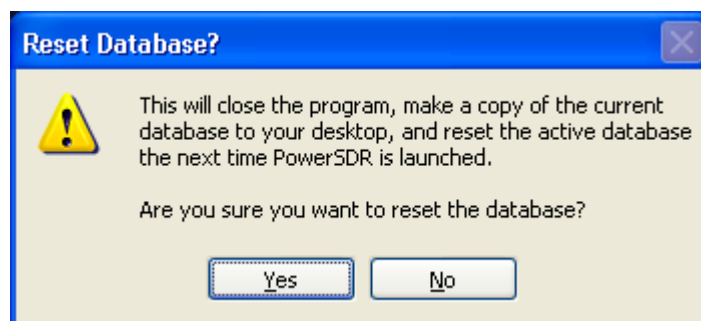 Reset Database?
This will close the program, make a copy of the current
database to your desktop, and reset the active database
the next time PowerSDR is launched.
Are you sure you want to reset the database?
Yes
No